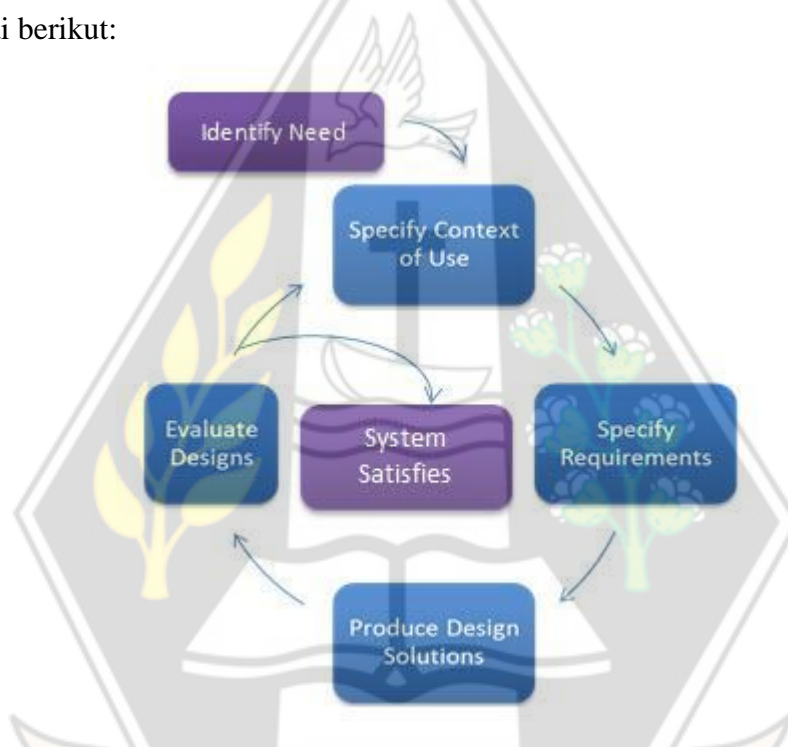 berikut:
Identify Need
Specify Context
of Use
Specify
Requirements
Produce Design
Solutions
Evaluate
Designs
System
Satisfies